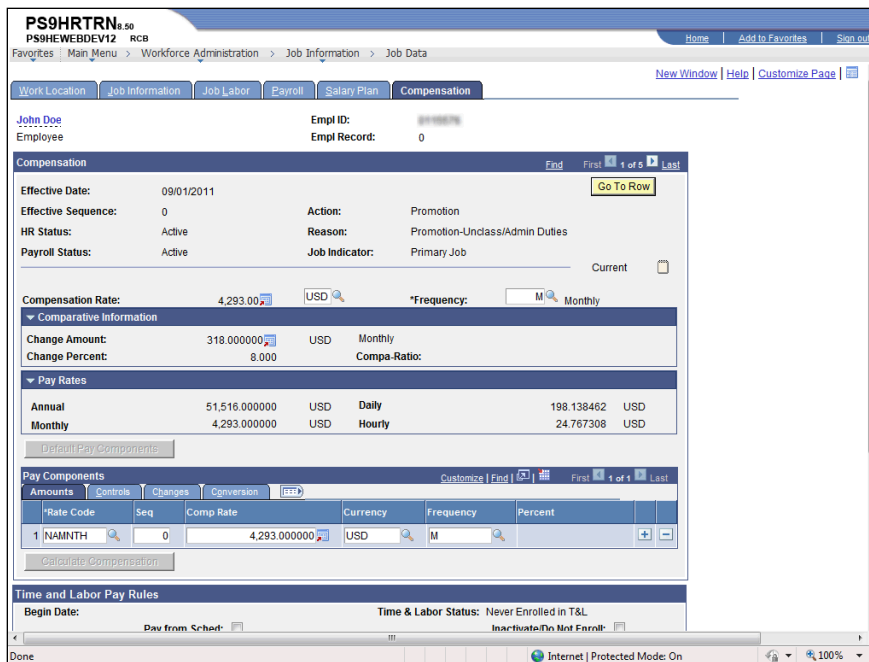 PS9HRTRN8.50
PS9HEWEBDEV12 RCB
Home Add to Favorites Sign out
Favorites Main Menu > Workforce Administration > Job Information > Job Data
New Window | Help | Customize Page |
Work Location Job Information Job Labor Payroll Salary Plan Compensation
John Doe Empl ID:
Employee Empl Record: 0
Compensation Find First 1 of 5 Last
Effective Date: 09/01/2011 Go To Row
Effective Sequence: 0 Action: Promotion
HR Status: Active Reason: Promotion-Unclass/Admin Duties
Payroll Status: Active Job Indicator: Primary Job
Current
Compensation Rate: 4,293.00 USD *Frequency: M Monthly
Comparative Information
Change Amount: 318.000000 USD Monthly
Change Percent: 8.000 Compa-Ratio:
Pay Rates
Annual 51,516.000000 USD Daily 198.138462 USD
Monthly 4,293.000000 USD Hourly 24.767308 USD
Default Pay Components
Pay Components Customize | Find | First 1 of 1 Last
Amounts Controls Changes Conversion
*Rate Code Seq Comp Rate Currency Frequency Percent
1 NAMNTH 0 4,293.000000 USD M
Calculate Compensation
Time and Labor Pay Rules
Begin Date: Time & Labor Status: Never Enrolled in T&L
Pay from Sched: Inactivate/Do Not Enroll:
Done Internet | Protected Mode: On 100%